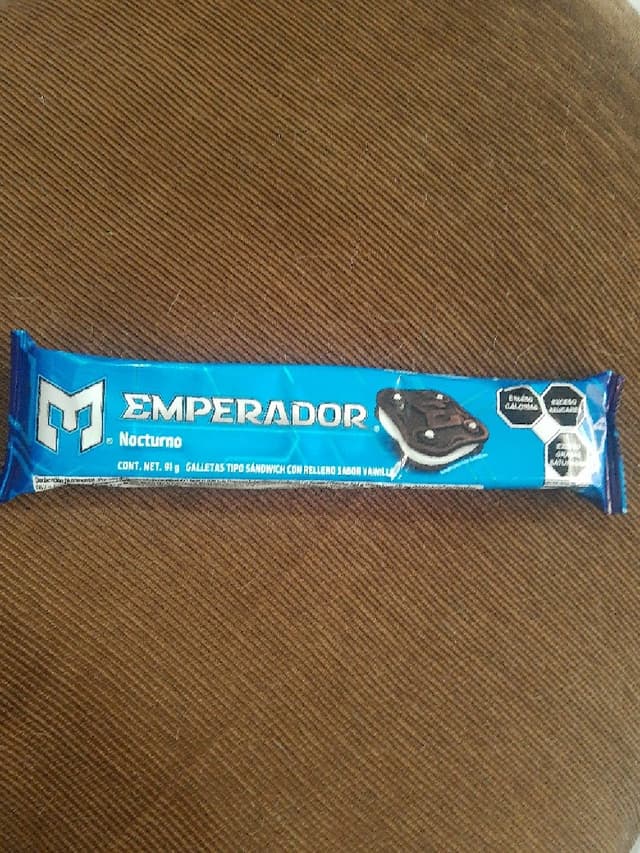 M®
EMPERADOR®
Nocturno
CONT. NET. 91 g GALLETAS TIPO SÁNDWICH CON RELLENO SABOR VAINILLA
EXCESO
CALORÍAS
EXCESO
AZÚCARES
EXCESO
GRASAS
SATURADAS